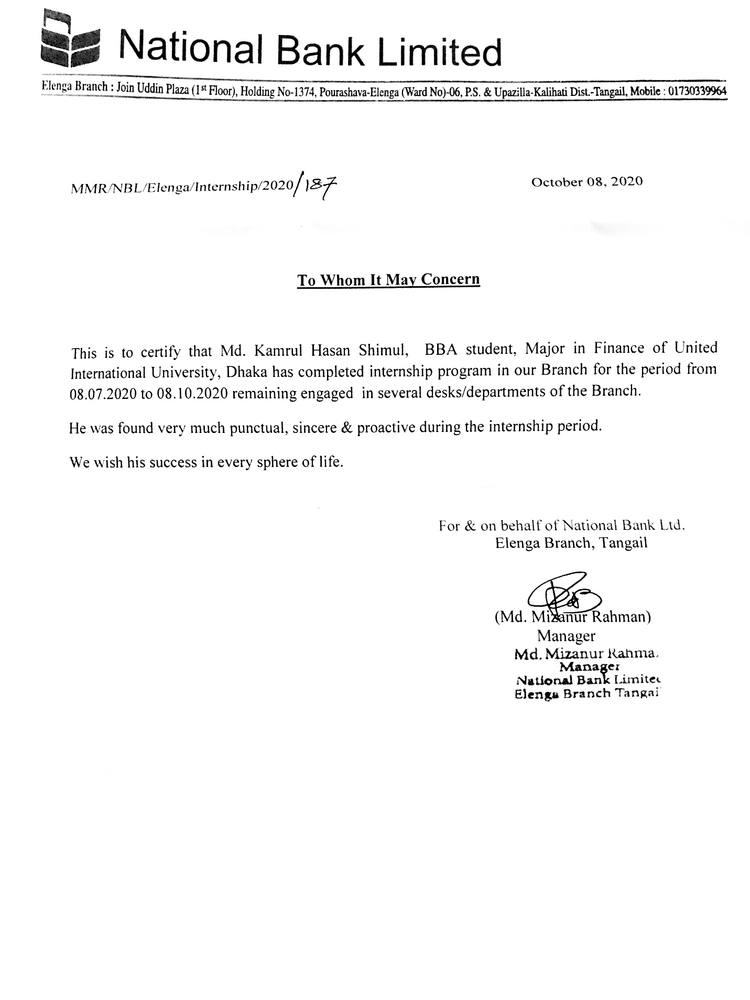 National Bank Limited
Elenga Branch : Join Uddin Plaza (1st Floor), Holding No-1374, Pourashava-Elenga (Ward No)-06, P.S. & Upazilla-Kalihati Dist.-Tangail, Mobile : 01730339964
MMR/NBL/Elenga/Internship/2020/187
October 08, 2020
To Whom It May Concern
This is to certify that Md. Kamrul Hasan Shimul, BBA student, Major in Finance of United
International University, Dhaka has completed internship program in our Branch for the period from
08.07.2020 to 08.10.2020 remaining engaged in several desks/departments of the Branch.
He was found very much punctual, sincere & proactive during the internship period.
We wish his success in every sphere of life.
For & on behalf of National Bank Ltd.
Elenga Branch, Tangail
(Md. Mizanur Rahman)
Manager
Md. Mizanur Rahma
Manager
National Bank Limited
Elenga Branch Tangai